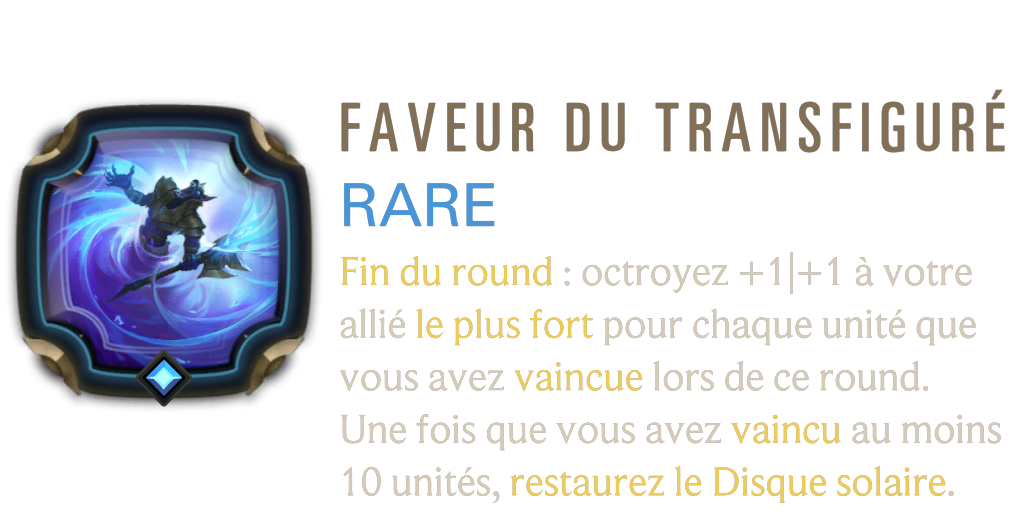 FAVEUR DU TRANSFIGURÉ
RARE
Fin du round : octroyez +1|+1 à votre
allié le plus fort pour chaque unité que
vous avez vaincue lors de ce round.
Une fois que vous avez vaincu au moins
10 unités, restaurez le Disque solaire.